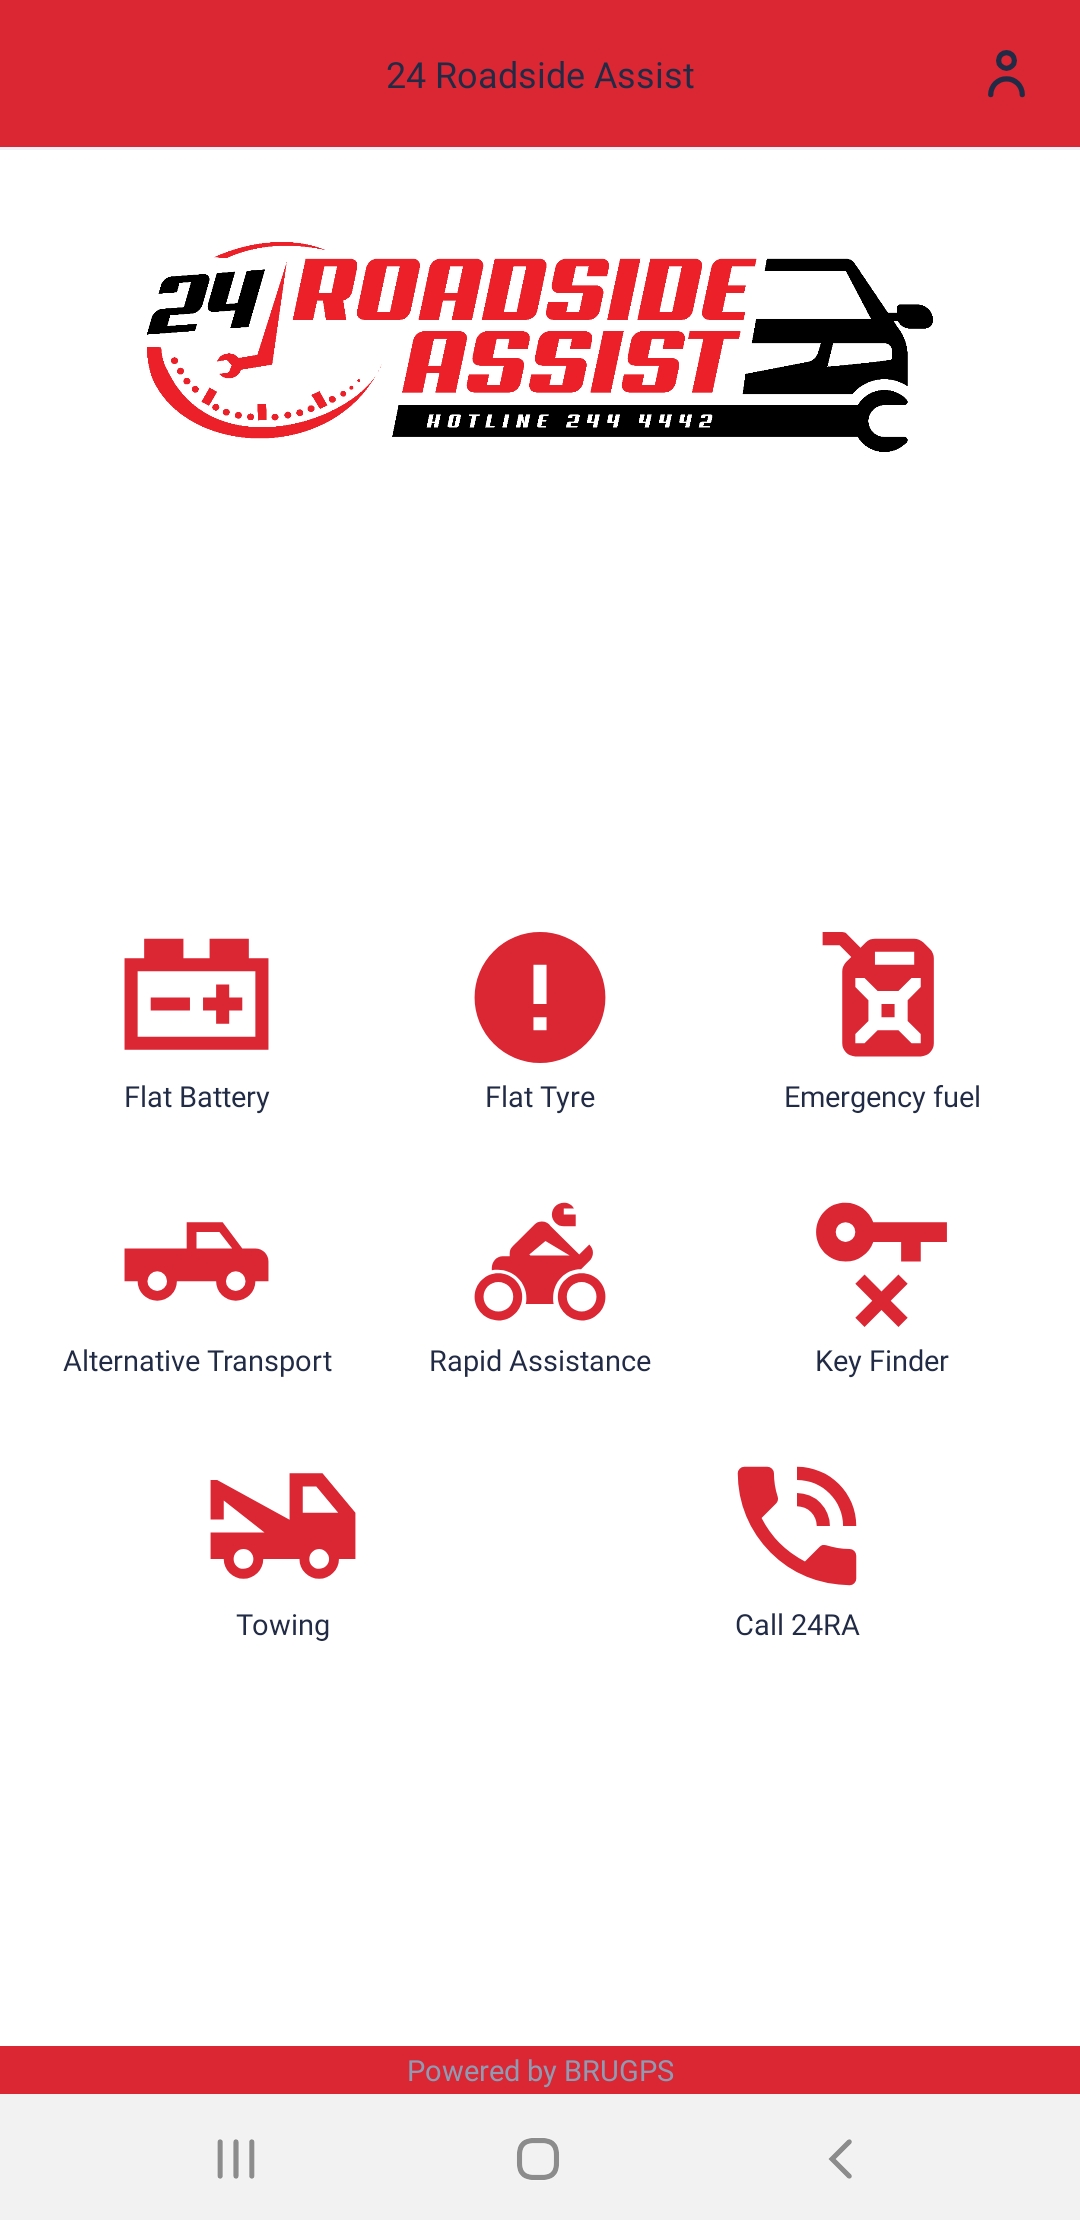 24 Roadside Assist
24 ROADSIDE
ASSIST
HOTLINE 244 4442
Flat Battery
Flat Tyre
Emergency fuel
Alternative Transport
Rapid Assistance
Key Finder
Towing
Call 24RA
Powered by BRUGPS